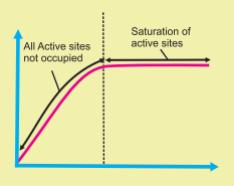 All Active sites
not occupied
Saturation of
active sites